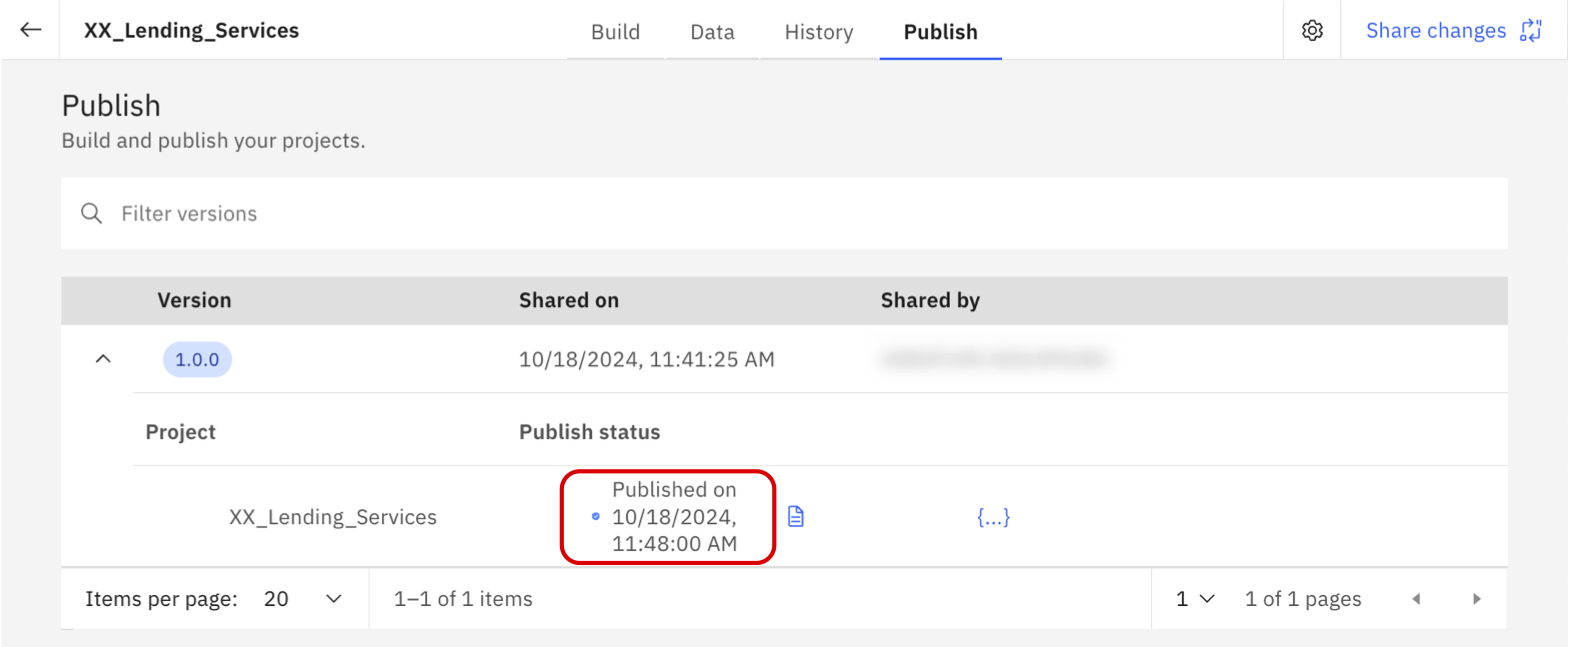 XX_Lending_Services
Build
Data
History
Publish
Share changes
Publish
Build and publish your projects.
Filter versions
Version
Shared on
Shared by
1.0.0
10/18/2024, 11:41:25 AM
Project
Publish status
XX_Lending_Services
Published on
10/18/2024,
11:48:00 AM
{...}
Items per page: 20
1–1 of 1 items
1
1 of 1 pages